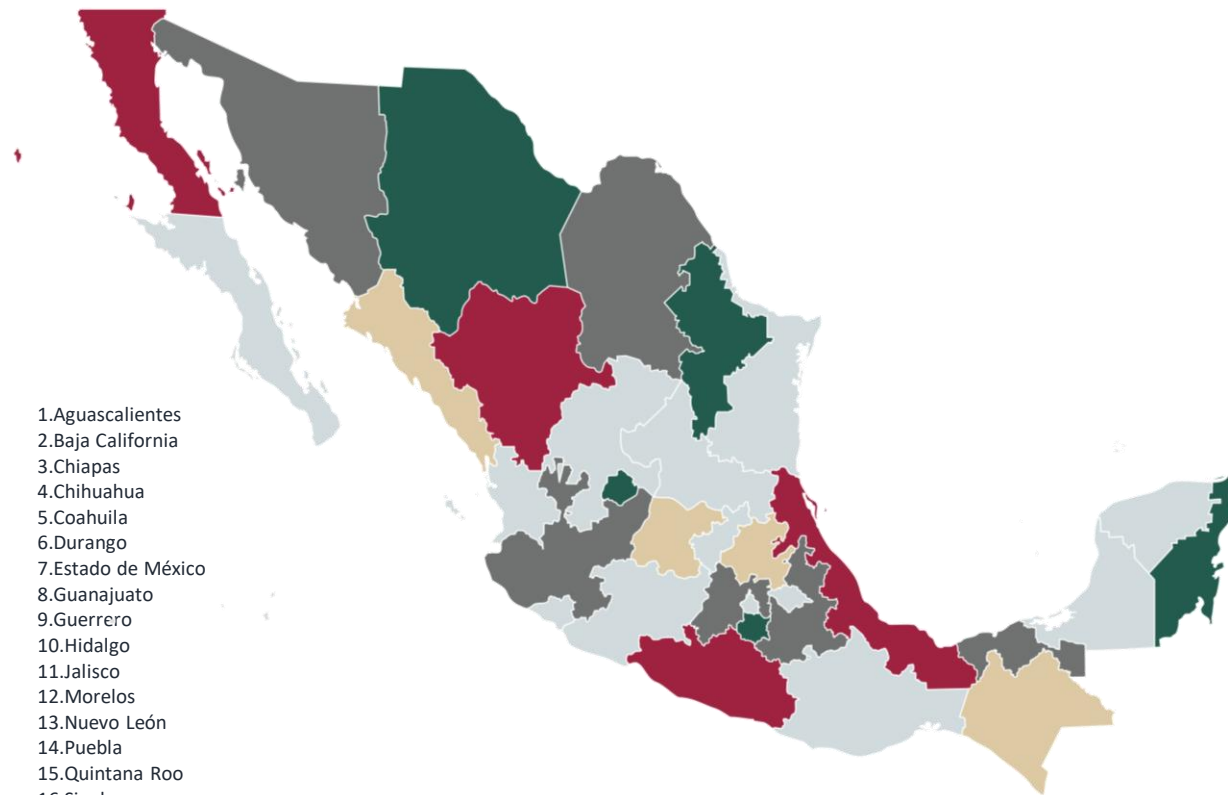 1.Aguascalientes
2.Baja California
3.Chiapas
4.Chihuahua
5.Coahuila
6.Durango
7.Estado de México
8.Guanajuato
9.Guerrero
10.Hidalgo
11.Jalisco
12.Morelos
13.Nuevo León
14.Puebla
15.Quintana Roo